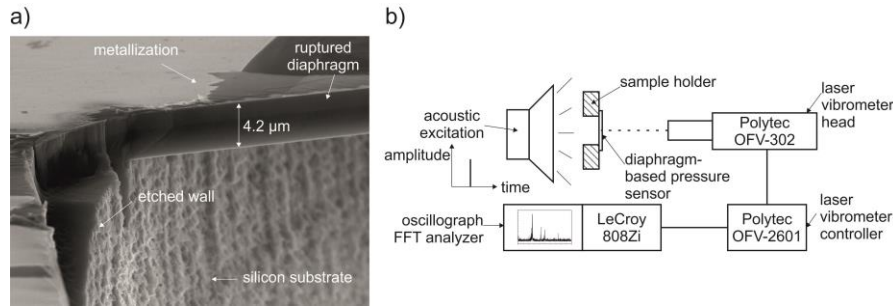 a)
metallization
ruptured
diaphragm
4.2 µm
etched wall
silicon substrate
b)
sample holder
laser
vibrometer
head
acoustic
excitation
Polytec
OFV-302
amplitude
time
diaphragm-
based pressure
sensor
oscillograph
FFT analyzer
LeCroy
808Zi
Polytec
OFV-2601
laser
vibrometer
controller